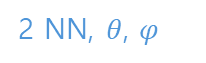 2 NN, 𝜃, 𝜑